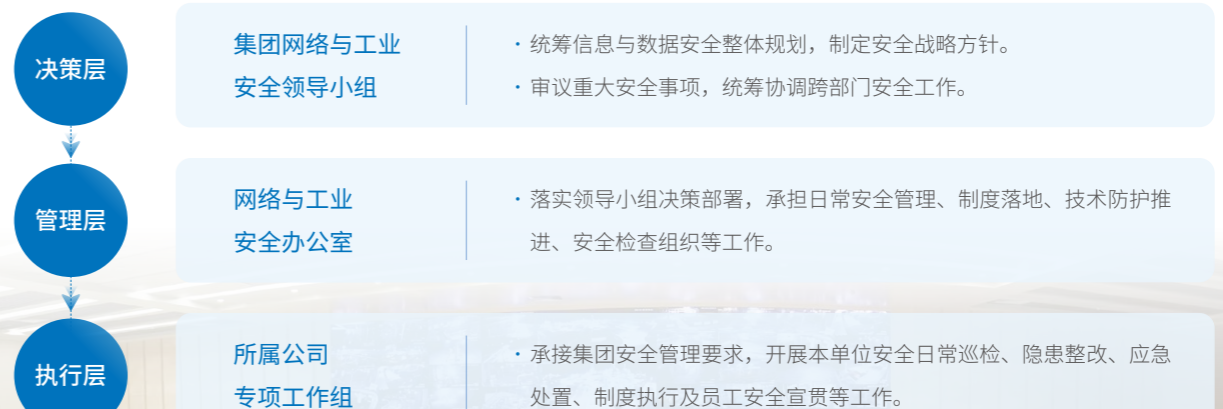 决策层
集团网络与工业
安全领导小组
· 统筹信息与数据安全整体规划，制定安全战略方针。
· 审议重大安全事项，统筹协调跨部门安全工作。
管理层
网络与工业
安全办公室
· 落实领导小组决策部署，承担日常安全管理、制度落地、技术防护推
进、安全检查组织等工作。
执行层
所属公司
专项工作组
· 承接集团安全管理要求，开展本单位安全日常巡检、隐患整改、应急
处置、制度执行及员工安全宣贯等工作。